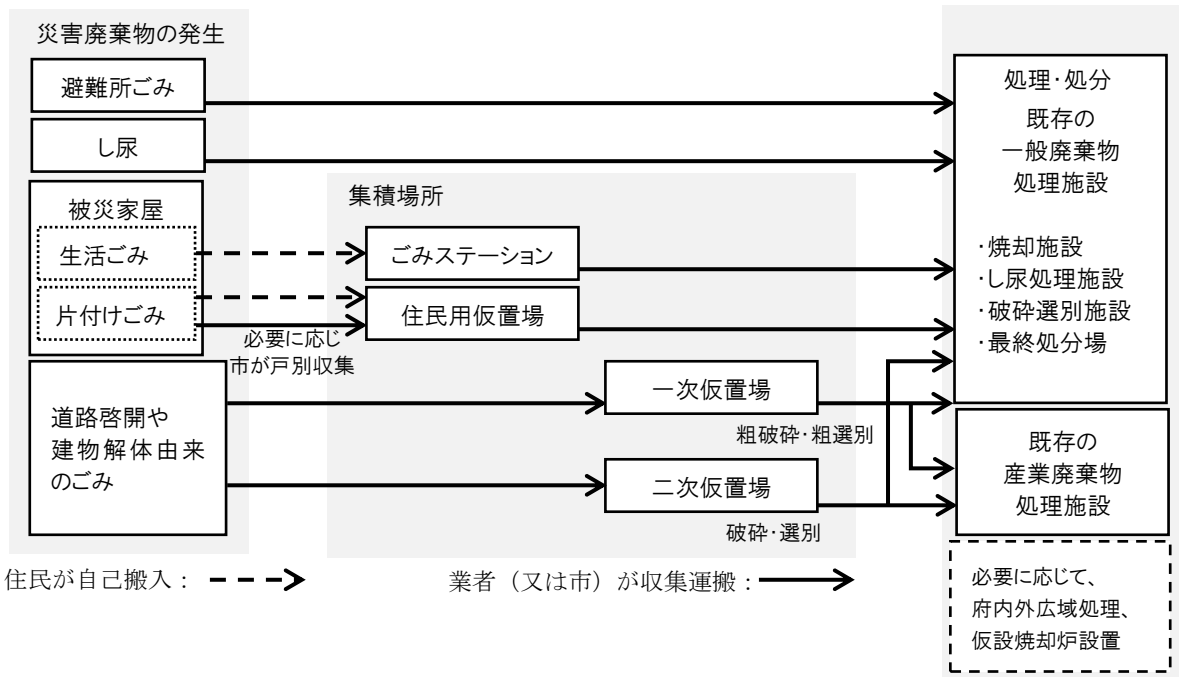 災害廃棄物の発生
避難所ごみ
し尿
被災家屋
生活ごみ
片付けごみ
必要に応じ
市が戸別収集
道路啓開や
建物解体由来
のごみ
集積場所
ごみステーション
住民用仮置場
一次仮置場
粗破砕・粗選別
二次仮置場
破砕・選別
処理・処分
既存の
一般廃棄物
処理施設
・焼却施設
・し尿処理施設
・破砕選別施設
・最終処分場
既存の
産業廃棄物
処理施設
必要に応じて、
府内外広域処理、
仮設焼却炉設置
住民が自己搬入：
業者（又は市）が収集運搬：